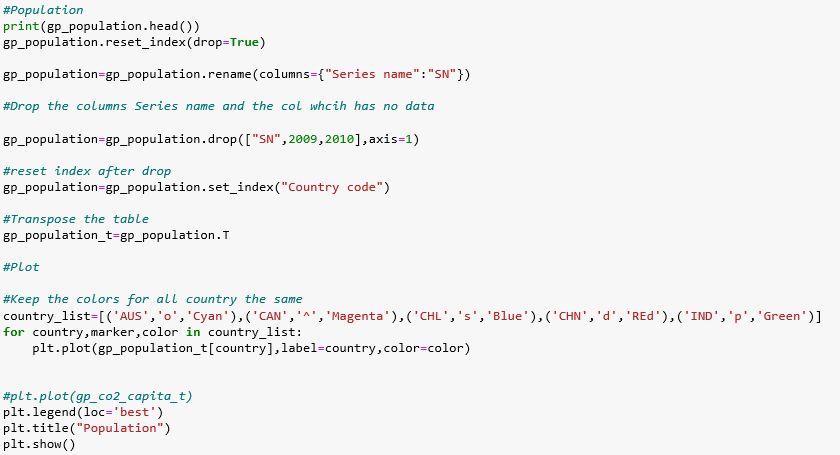 #Population
print(gp_population.head())
gp_population.reset_index(drop=True)
gp_population=gp_population.rename(columns={"Series name":"SN"})
#Drop the columns Series name and the col whcih has no data
gp_population=gp_population.drop(["SN",2009,2010],axis=1)
#reset index after drop
gp_population=gp_population.set_index("Country code")
#Transpose the table
gp_population_t=gp_population.T
#Plot
#Keep the colors for all country the same
country_list=[('AUS','o','Cyan'),('CAN','^','Magenta'),('CHL','s','Blue'),('CHN','d','REd'),('IND','p','Green')]
for country,marker,color in country_list:
    plt.plot(gp_population_t[country],label=country,color=color)
#plt.plot(gp_co2_capita_t)
plt.legend(loc='best')
plt.title("Population")
plt.show()